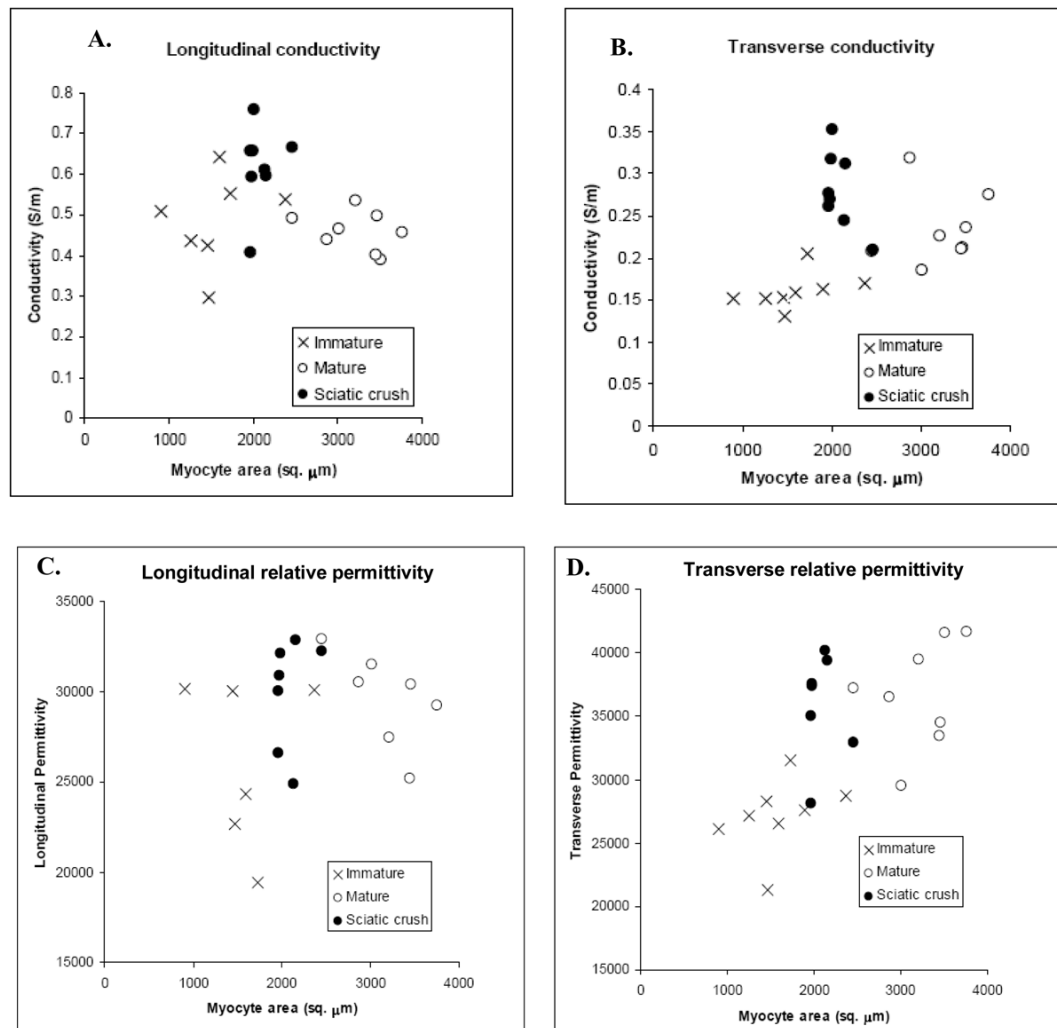 A.
Longitudinal conductivity
0.8
0.7
0.6
0.5
0.4
0.3
0.2
0.1
0
Conductivity (S/m)
Immature
Mature
Sciatic crush
0 1000 2000 3000 4000
Myocyte area (sq. μm)
B.
Transverse conductivity
0.4
0.35
0.3
0.25
0.2
0.15
0.1
0.05
0
Conductivity (S/m)
Immature
Mature
Sciatic crush
0 1000 2000 3000 4000
Myocyte area (sq. μm)
C.
Longitudinal relative permittivity
35000
30000
25000
20000
15000
Longitudinal Permittivity
Immature
Mature
Sciatic crush
0 1000 2000 3000 4000
Myocyte area (sq. μm)
D.
Transverse relative permittivity
45000
40000
35000
30000
25000
20000
15000
Transverse Permittivity
Immature
Mature
Sciatic crush
0 1000 2000 3000 4000
Myocyte area (sq. μm)